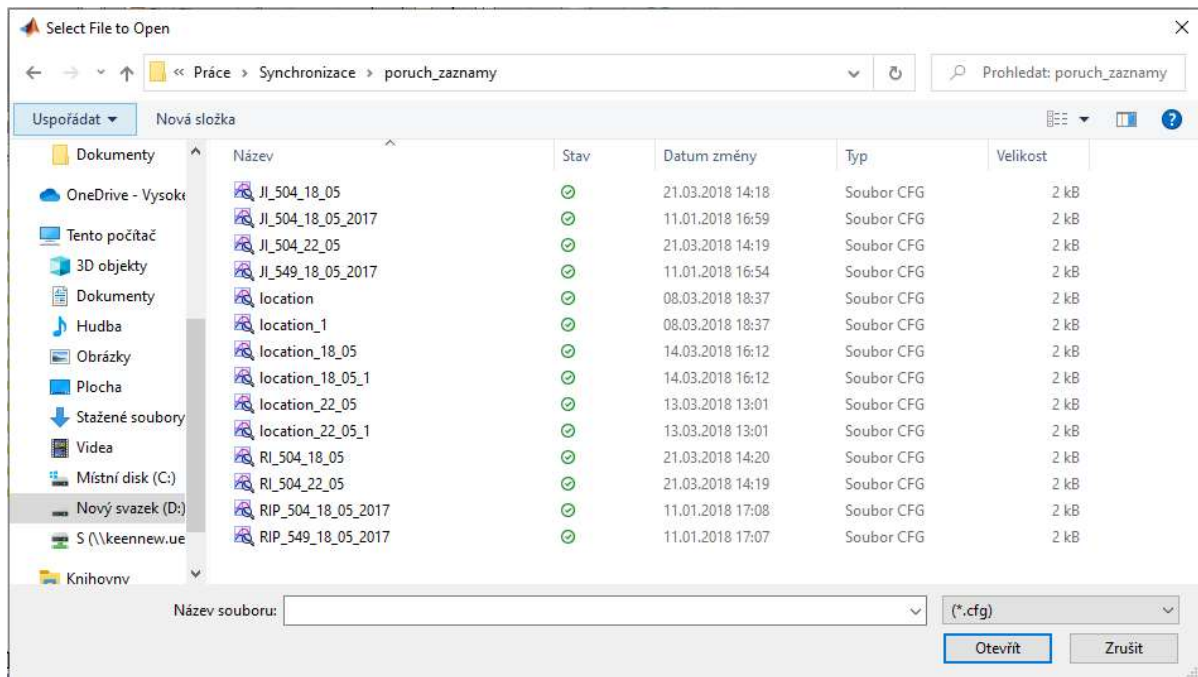 Select File to Open
« Práce › Synchronizace › poruch_zaznamy
Prohledat: poruch_zaznamy
Uspořádat Nová složka
Název Stav Datum změny Typ Velikost
Dokumenty
OneDrive - Vysoké
Tento počítač
3D objekty
Dokumenty
Hudba
Obrázky
Plocha
Stažené soubory
Videa
Místní disk (C:)
Nový svazek (D:)
S (\\keennew.ue
Knihovny
JI_504_18_05 21.03.2018 14:18 Soubor CFG 2 kB
JI_504_18_05_2017 11.01.2018 16:59 Soubor CFG 2 kB
JI_504_22_05 21.03.2018 14:19 Soubor CFG 2 kB
JI_549_18_05_2017 11.01.2018 16:54 Soubor CFG 2 kB
location 08.03.2018 18:37 Soubor CFG 2 kB
location_1 08.03.2018 18:37 Soubor CFG 2 kB
location_18_05 14.03.2018 16:12 Soubor CFG 2 kB
location_18_05_1 14.03.2018 16:12 Soubor CFG 2 kB
location_22_05 13.03.2018 13:01 Soubor CFG 2 kB
location_22_05_1 13.03.2018 13:01 Soubor CFG 2 kB
RI_504_18_05 21.03.2018 14:20 Soubor CFG 2 kB
RI_504_22_05 21.03.2018 14:19 Soubor CFG 2 kB
RIP_504_18_05_2017 11.01.2018 17:08 Soubor CFG 2 kB
RIP_549_18_05_2017 11.01.2018 17:07 Soubor CFG 2 kB
Název souboru: (*.cfg)
Otevřít Zrušit